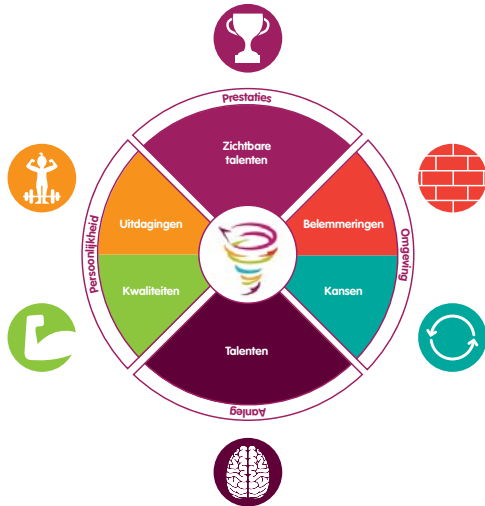 Prestaties
Zichtbare
talenten
Persoonlijkheid
Uitdagingen
Belemmeringen
Omgeving
Kwaliteiten
Kansen
Talenten
Aanleg